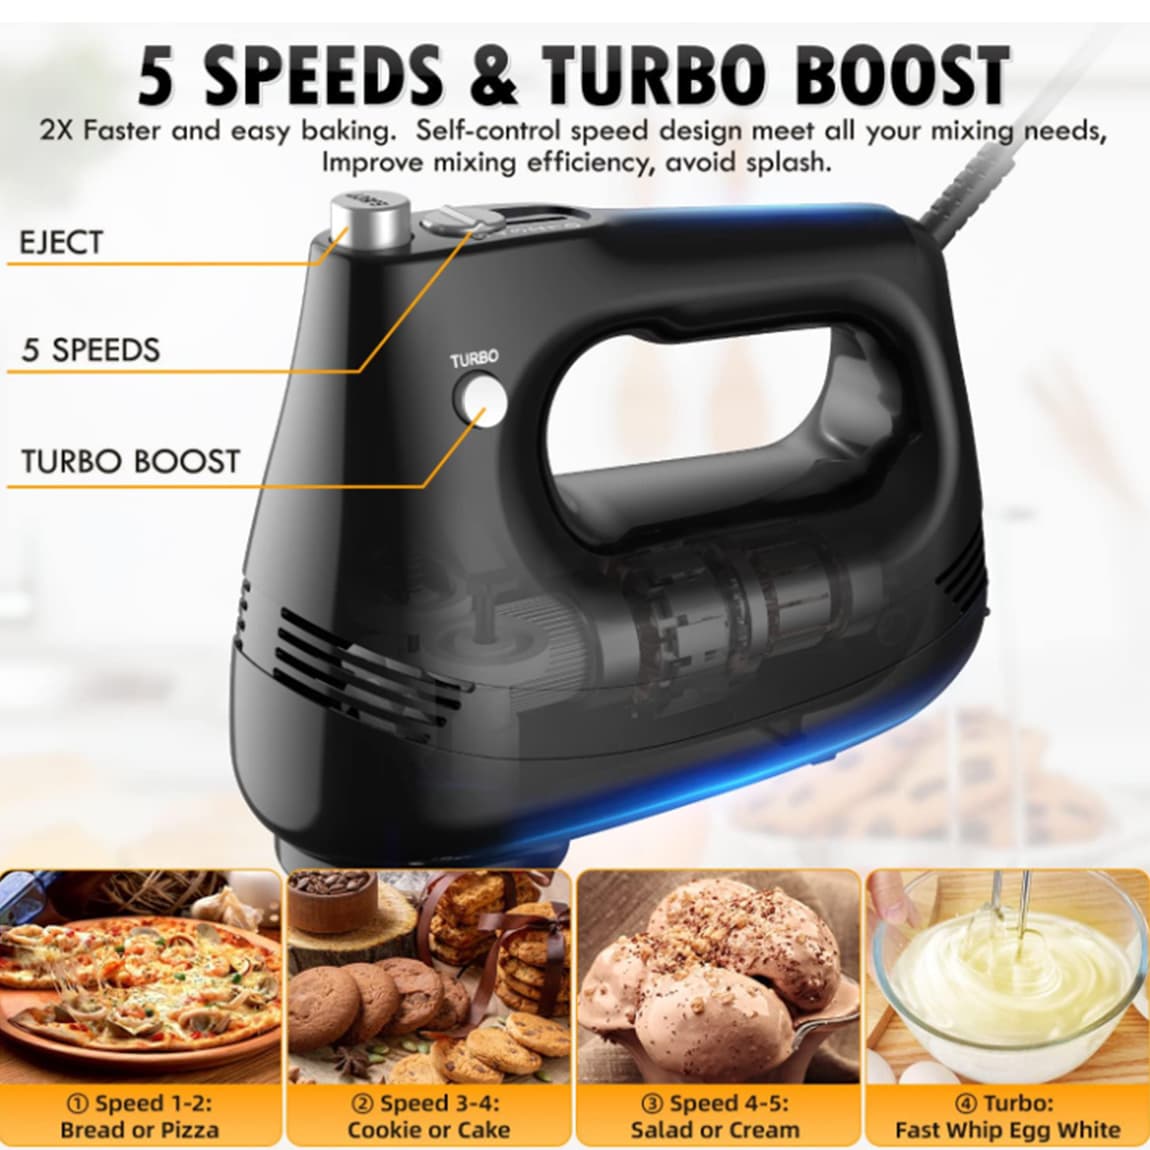 5 SPEEDS & TURBO BOOST
2X Faster and easy baking. Self-control speed design meet all your mixing needs,
Improve mixing efficiency, avoid splash.
EJECT
5 SPEEDS
TURBO
TURBO BOOST
① Speed 1-2:
Bread or Pizza
② Speed 3-4:
Cookie or Cake
③ Speed 4-5:
Salad or Cream
④ Turbo:
Fast Whip Egg White